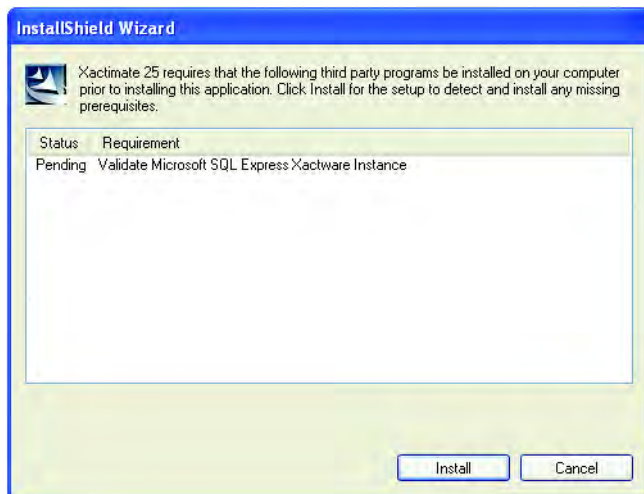 InstallShield Wizard
Xactimate 25 requires that the following third party programs be installed on your computer
prior to installing this application. Click Install for the setup to detect and install any missing
prerequisites.
Status Requirement
Pending Validate Microsoft SQL Express Xactware Instance
Install Cancel